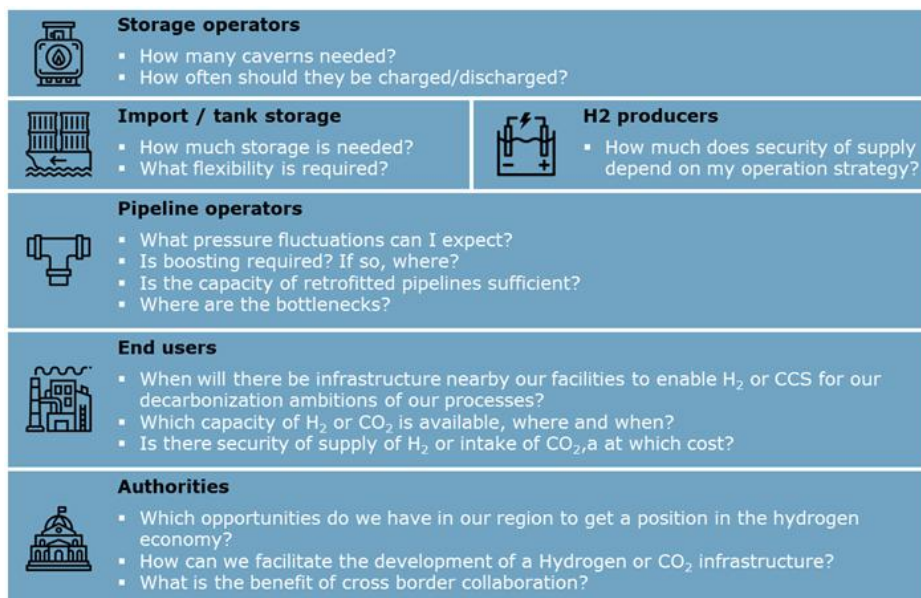 Storage operators
▪ How many caverns needed?
▪ How often should they be charged/discharged?
Import / tank storage
▪ How much storage is needed?
▪ What flexibility is required?
H2 producers
▪ How much does security of supply
depend on my operation strategy?
Pipeline operators
▪ What pressure fluctuations can I expect?
▪ Is boosting required? If so, where?
▪ Is the capacity of retrofitted pipelines sufficient?
▪ Where are the bottlenecks?
End users
▪ When will there be infrastructure nearby our facilities to enable H₂ or CCS for our
decarbonization ambitions of our processes?
▪ Which capacity of H₂ or CO₂ is available, where and when?
▪ Is there security of supply of H₂ or intake of CO₂,a at which cost?
Authorities
▪ Which opportunities do we have in our region to get a position in the hydrogen
economy?
▪ How can we facilitate the development of a Hydrogen or CO₂ infrastructure?
▪ What is the benefit of cross border collaboration?